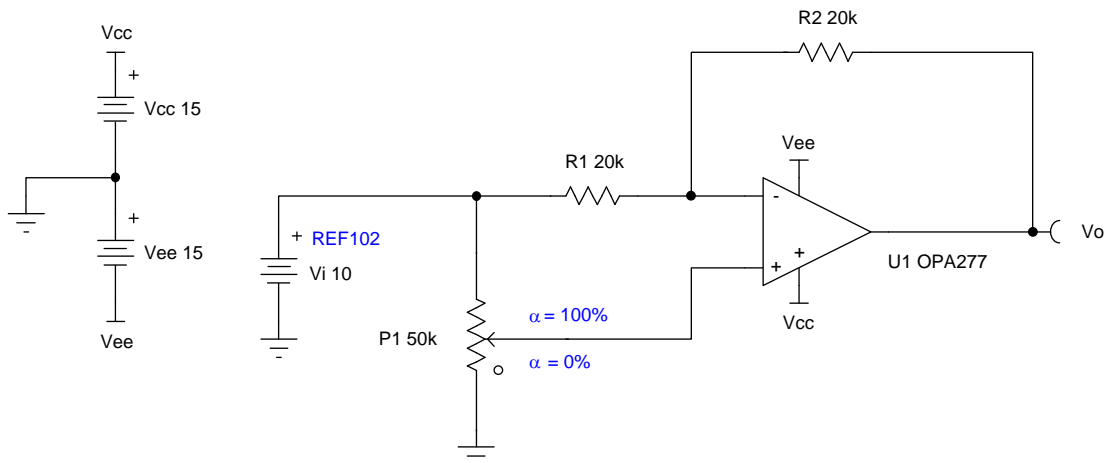 R2 20k
Vcc
+
Vcc 15
Vee
R1 20k
-
+
+ REF102
Vi 10
+
Vee 15
+
U1 OPA277
Vo
Vee
P1 50k
α = 100%
α = 0%
Vcc